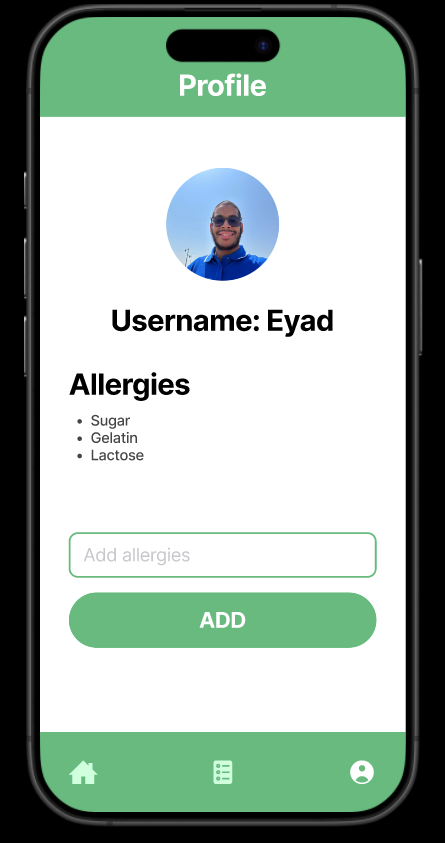 Profile
Username: Eyad
Allergies
• Sugar
• Gelatin
• Lactose
Add allergies
ADD